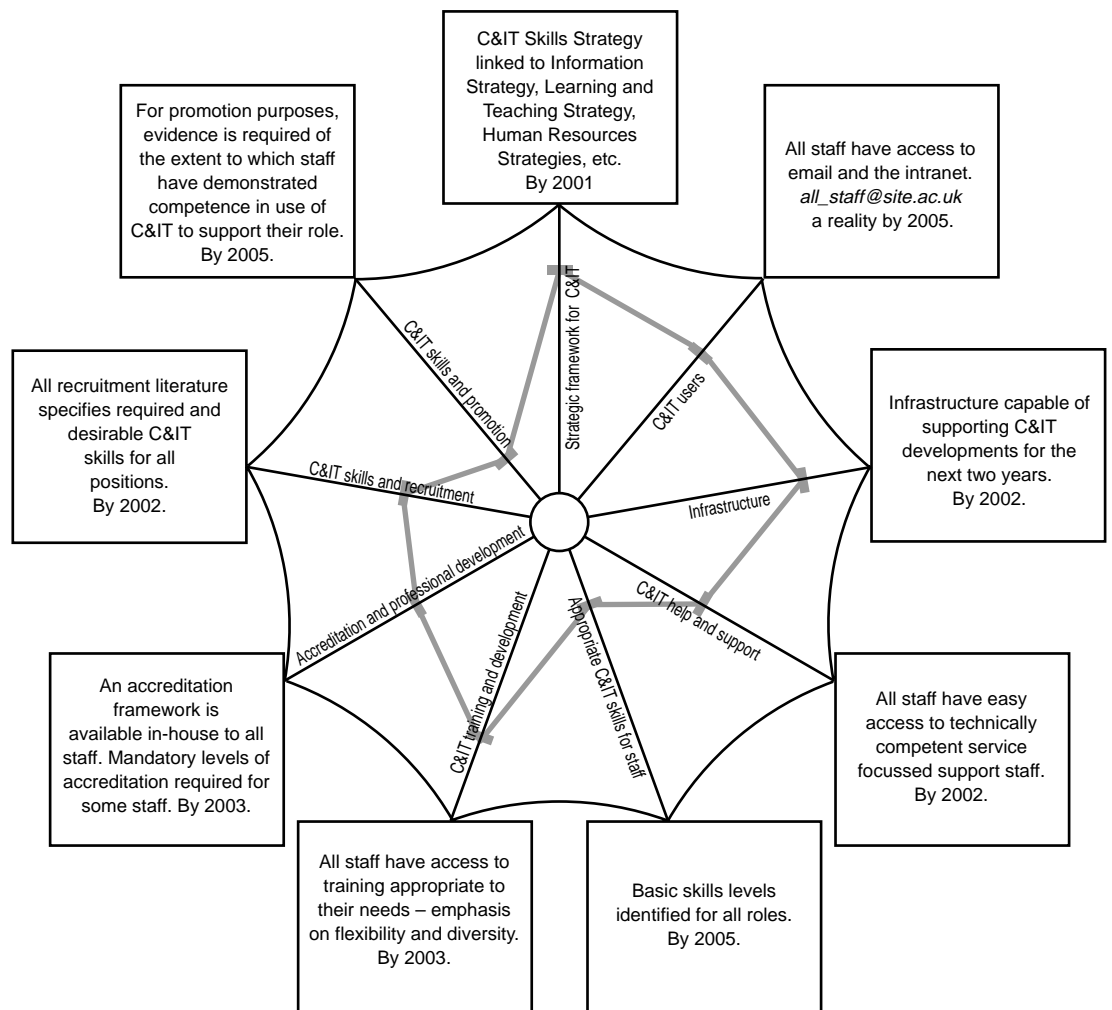 C&IT Skills Strategy
linked to Information
Strategy, Learning and
Teaching Strategy,
Human Resources
Strategies, etc.
By 2001
For promotion purposes,
evidence is required of
the extent to which staff
have demonstrated
competence in use of
C&IT to support their role.
By 2005.
All staff have access to
email and the intranet.
all_staff@site.ac.uk
a reality by 2005.
All recruitment literature
specifies required and
desirable C&IT
skills for all
positions.
By 2002.
Infrastructure capable of
supporting C&IT
developments for the
next two years.
By 2002.
Strategic framework for C&IT
C&IT users
Infrastructure
C&IT help and support
Appropriate C&IT skills for staff
C&IT training and development
Accreditation and professional development
C&IT skills and recruitment
C&IT skills and promotion
An accreditation
framework is
available in-house to all
staff. Mandatory levels of
accreditation required for
some staff. By 2003.
All staff have easy
access to technically
competent service
focussed support staff.
By 2002.
All staff have access to
training appropriate to
their needs – emphasis
on flexibility and diversity.
By 2003.
Basic skills levels
identified for all roles.
By 2005.